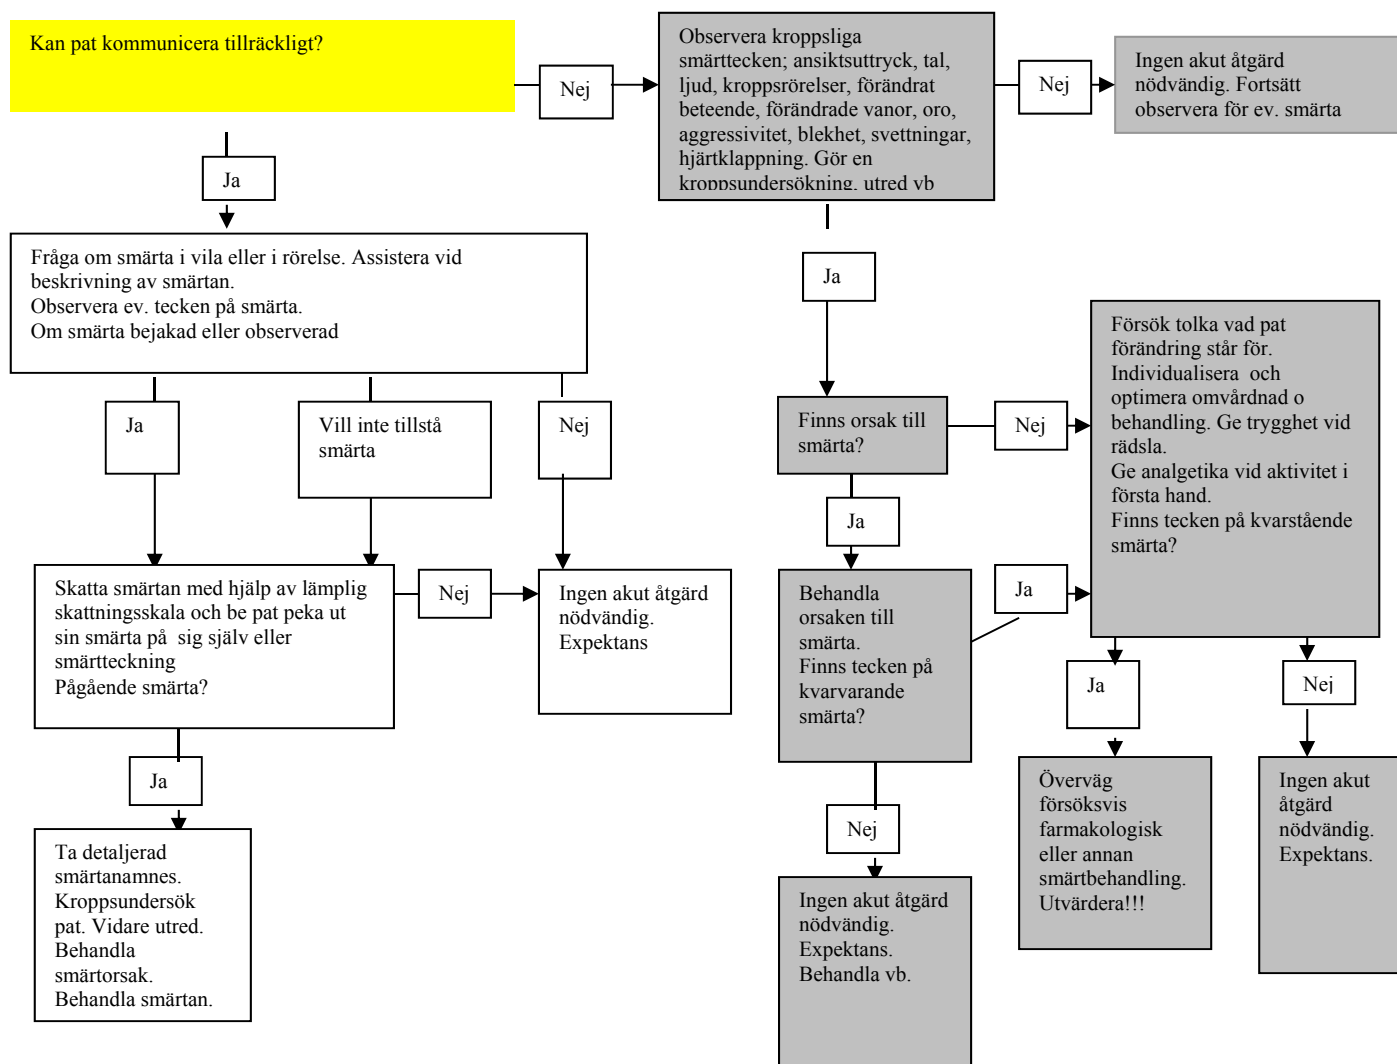 Kan pat kommunicera tillräckligt?
Nej
Observera kroppsliga
smärttecken; ansiktsuttryck, tal,
ljud, kroppsrörelser, förändrat
beteende, förändrade vanor, oro,
aggressivitet, blekhet, svettningar,
hjärtklappning. Gör en
kroppsundersökning, utred vb
Nej
Ingen akut åtgärd
nödvändig. Fortsätt
observera för ev. smärta
Ja
Fråga om smärta i vila eller i rörelse. Assistera vid
beskrivning av smärtan.
Observera ev. tecken på smärta.
Om smärta bejakad eller observerad
Ja
Vill inte tillstå
smärta
Nej
Skatta smärtan med hjälp av lämplig
skattningsskala och be pat peka ut
sin smärta på  sig själv eller
smärtteckning
Pågående smärta?
Nej
Ingen akut åtgärd
nödvändig.
Expektans
Ja
Ta detaljerad
smärtanamnes.
Kroppsundersök
pat. Vidare utred.
Behandla
smärtorsak.
Behandla smärtan.
Ja
Finns orsak till
smärta?
Nej
Försök tolka vad pat
förändring står för.
Individualisera  och
optimera omvårdnad o
behandling. Ge trygghet vid
rädsla.
Ge analgetika vid aktivitet i
första hand.
Finns tecken på kvarstående
smärta?
Ja
Behandla
orsaken till
smärta.
Finns tecken på
kvarvarande
smärta?
Ja
Nej
Ingen akut åtgärd
nödvändig.
Expektans.
Behandla vb.
Ja
Överväg
försöksvis
farmakologisk
eller annan
smärtbehandling.
Utvärdera!!!
Nej
Ingen akut
åtgärd
nödvändig.
Expektans.